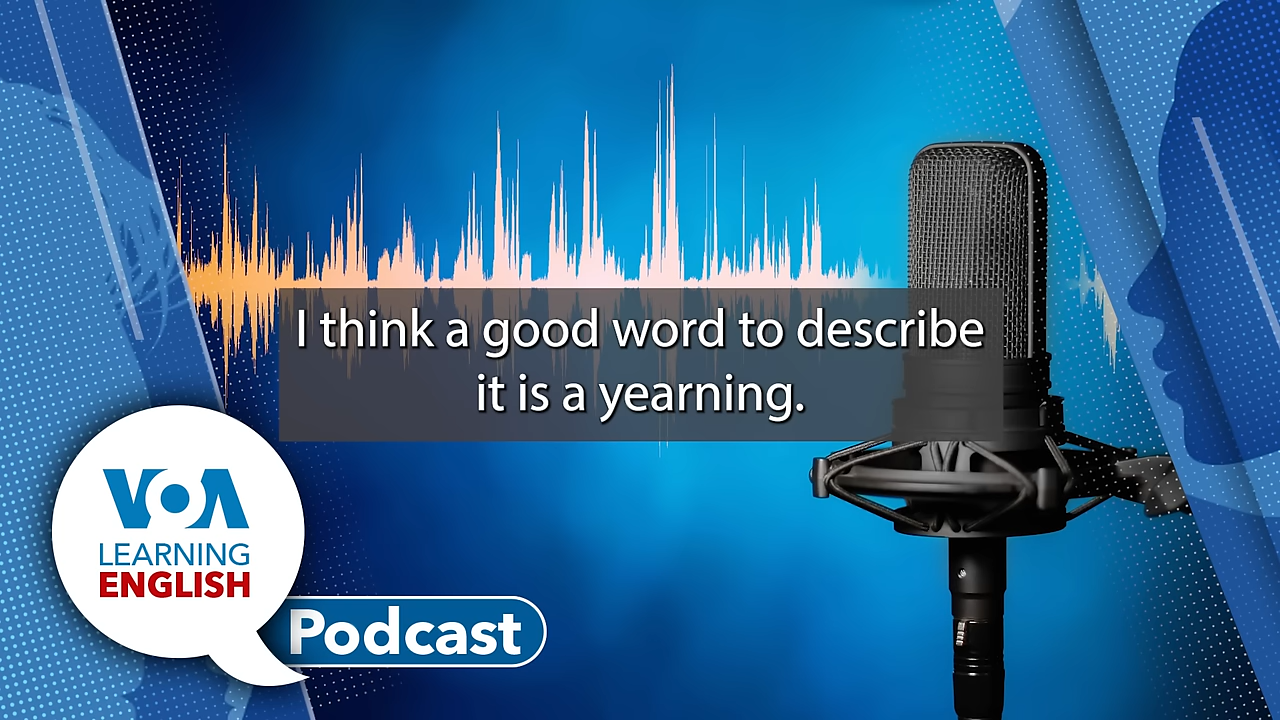 I think a good word to describe
it is a yearning.
VOA
LEARNING
ENGLISH
Podcast